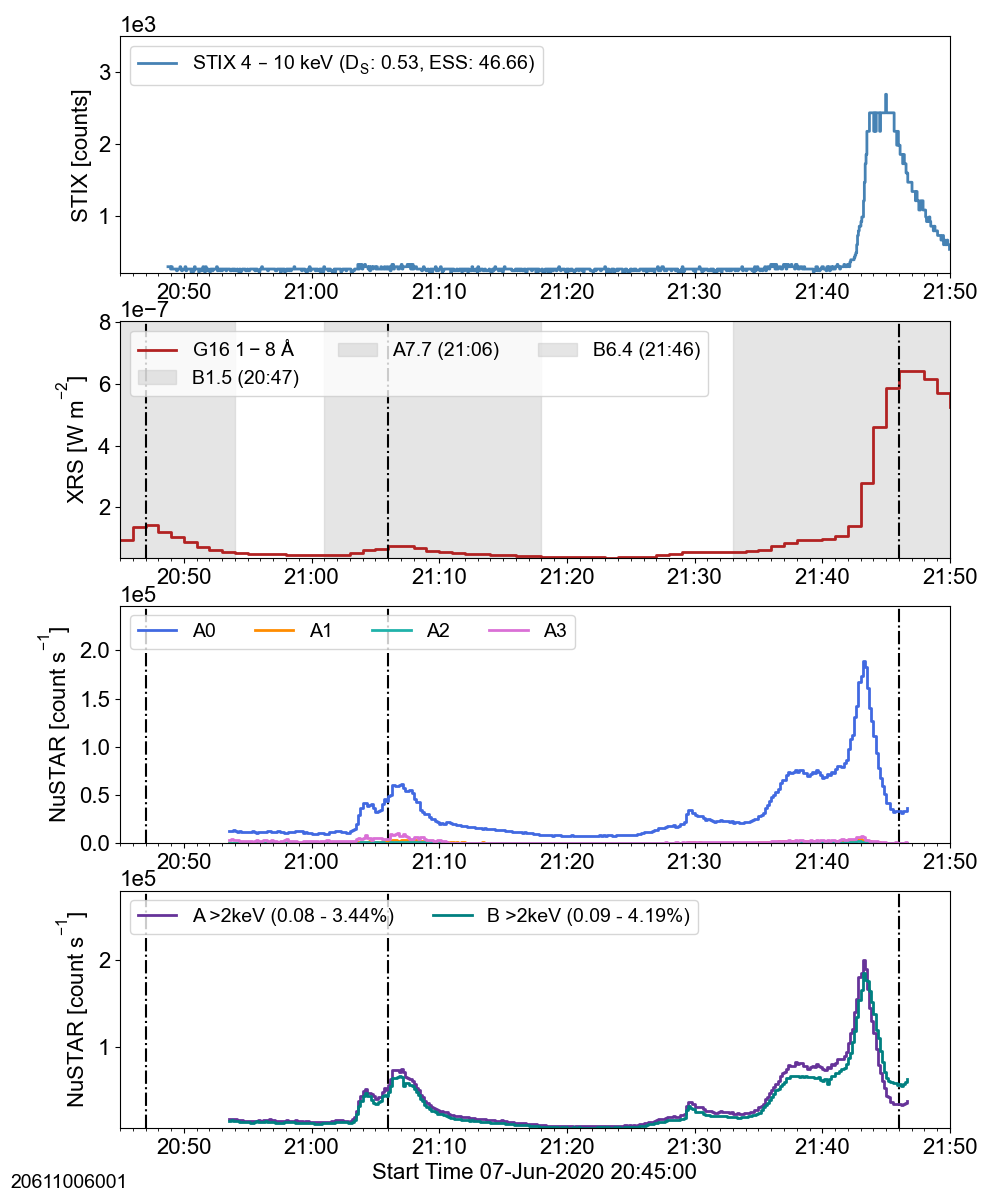 1e3
STIX 4 – 10 keV (DS: 0.53, ESS: 46.66)
STIX [counts]
3
2
1
20:50 21:00 21:10 21:20 21:30 21:40 21:50
1e−7
G16 1 – 8 Å A7.7 (21:06) B6.4 (21:46)
B1.5 (20:47)
XRS [W m−2]
8
6
4
2
20:50 21:00 21:10 21:20 21:30 21:40 21:50
1e5
A0 A1 A2 A3
NuSTAR [count s−1]
2.0
1.5
1.0
0.5
0.0
20:50 21:00 21:10 21:20 21:30 21:40 21:50
1e5
A >2keV (0.08 - 3.44%) B >2keV (0.09 - 4.19%)
NuSTAR [count s−1]
2
1
20:50 21:00 21:10 21:20 21:30 21:40 21:50
Start Time 07-Jun-2020 20:45:00
20611006001